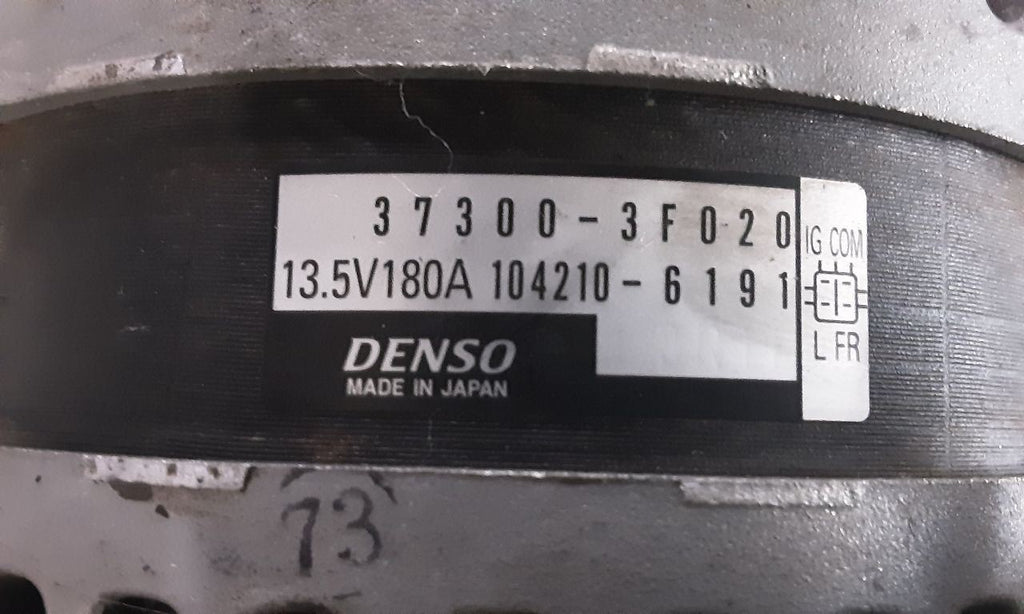 37300-3F020
13.5V180A 104210-6191
DENSO
MADE IN JAPAN
IG COM
L FR
73